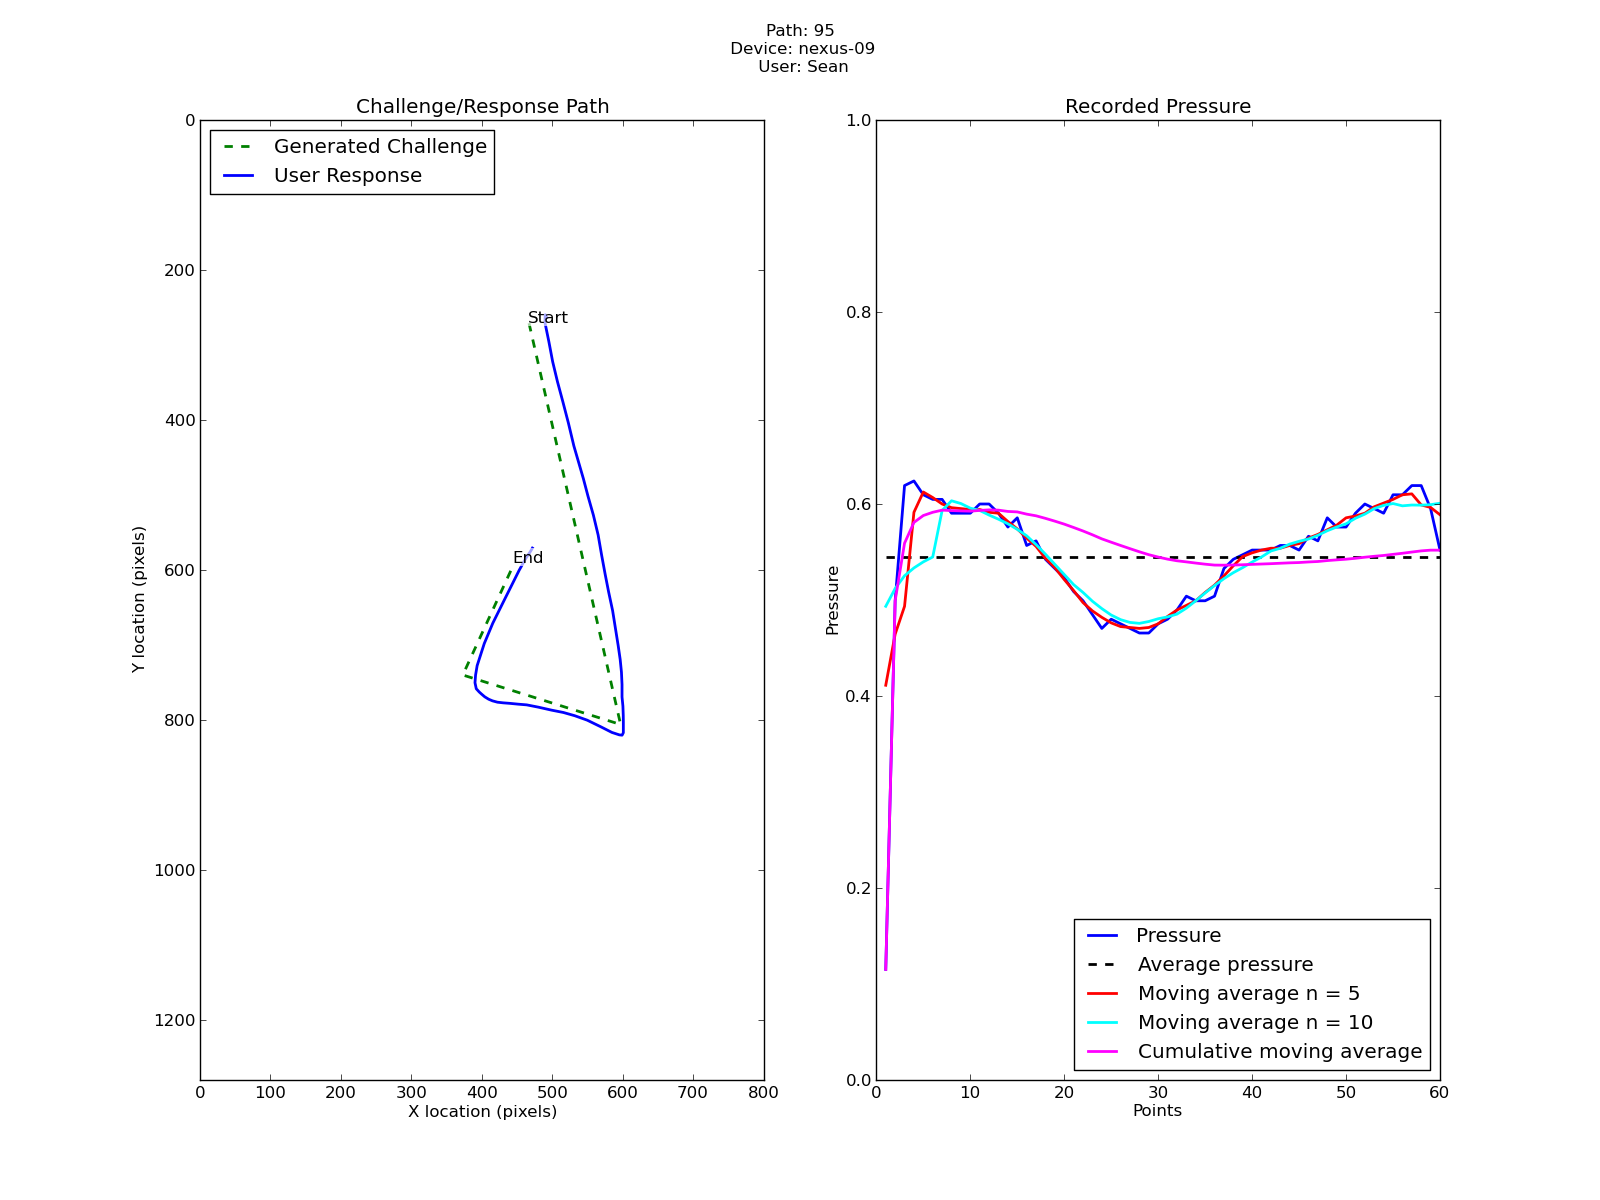 Path: 95
Device: nexus-09
User: Sean
Challenge/Response Path
Generated Challenge
User Response
Start
End
0
200
400
600
800
1000
1200
Y location (pixels)
0 100 200 300 400 500 600 700 800
X location (pixels)
Recorded Pressure
1.0
0.8
0.6
0.4
0.2
0.0
Pressure
Pressure
Average pressure
Moving average n = 5
Moving average n = 10
Cumulative moving average
0 10 20 30 40 50 60
Points